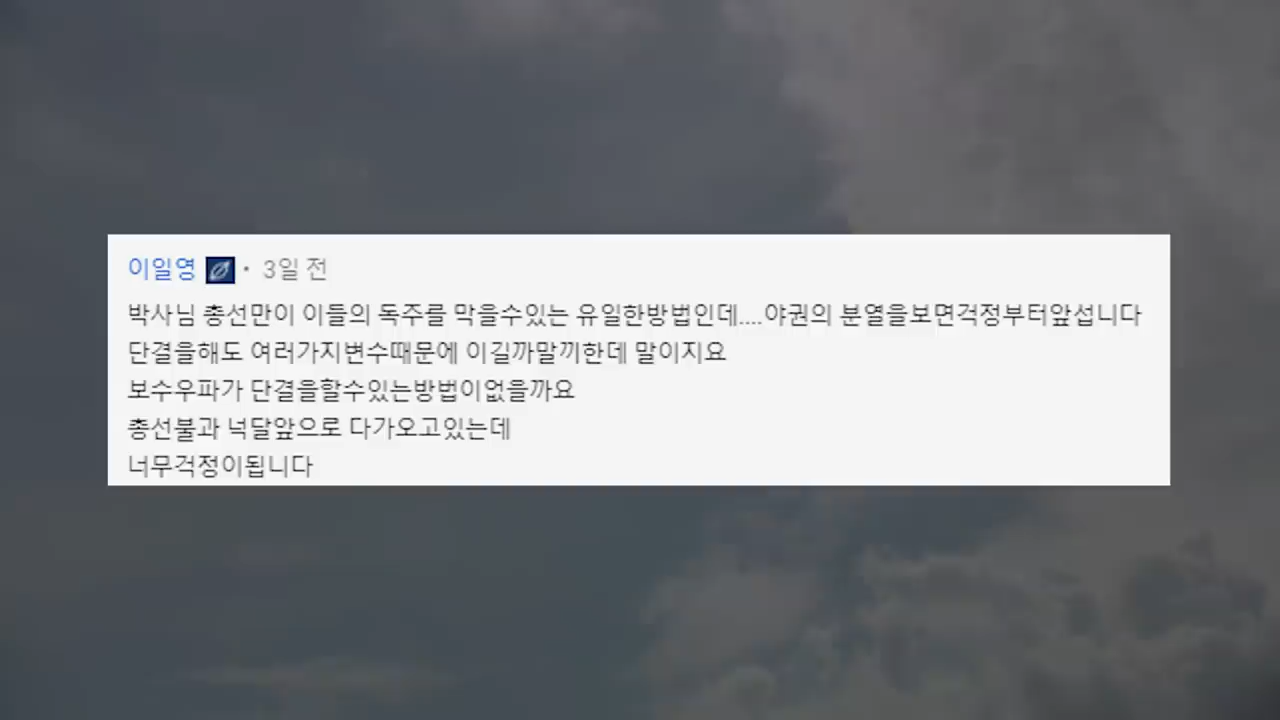 이일영 · 3일 전
박사님 총선만이 이들의 독주를 막을수있는 유일한방법인데....야권의 분열을보면걱정부터앞섭니다
단결을해도 여러가지변수때문에 이길까말끼한데 말이지요
보수우파가 단결을할수있는방법이없을까요
총선불과 넉달앞으로 다가오고있는데
너무걱정이됩니다